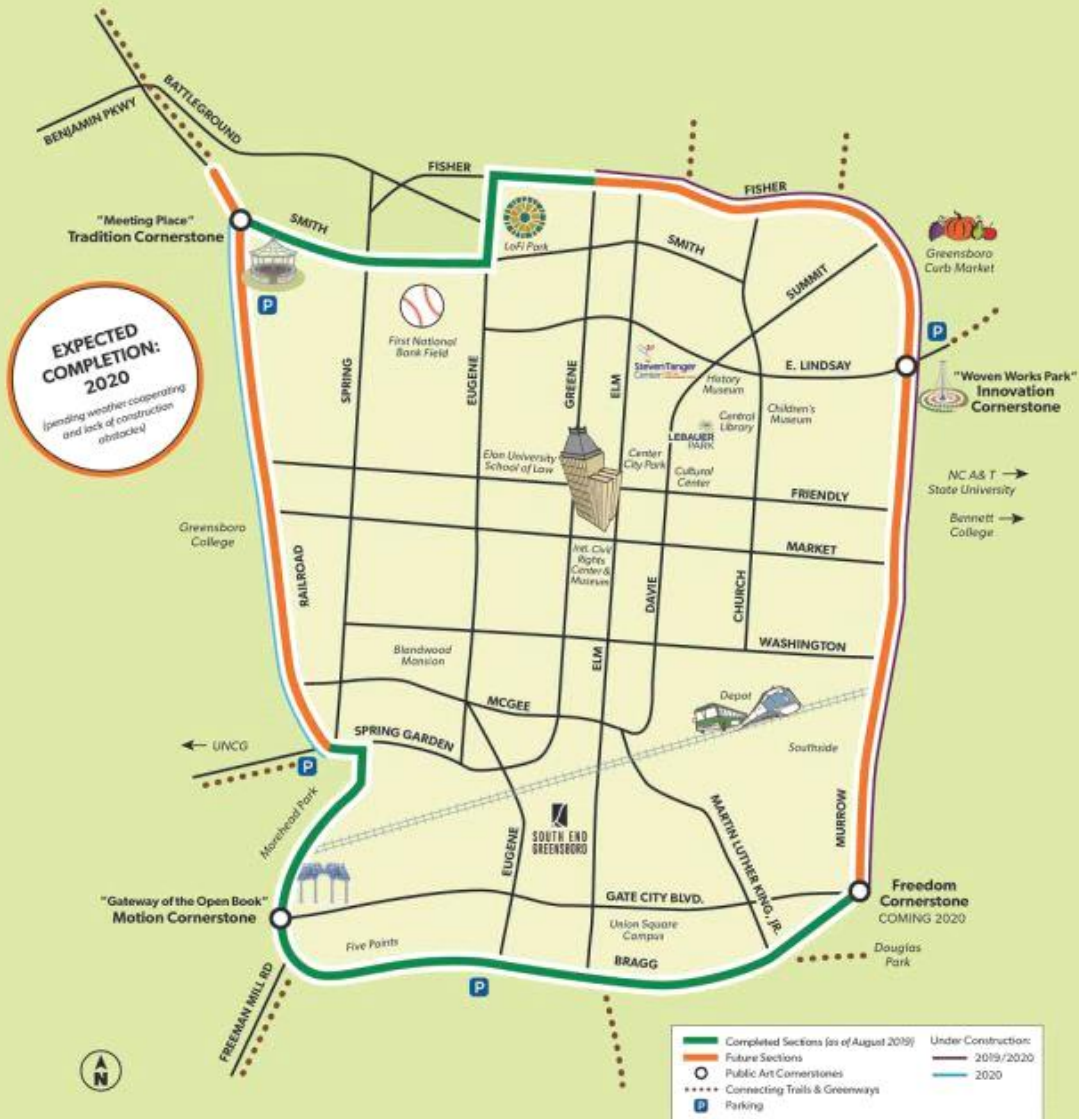 BENJAMIN PKWY
BATTLEGROUND
FISHER
FISHER
"Meeting Place"
Tradition Cornerstone
SMITH
LoFi Park
SMITH
SUMMIT
Greensboro
Curb Market
P
P
EXPECTED
COMPLETION:
2020
(pending weather cooperating
and lack of construction
obstacles)
First National
Bank Field
SPRING
EUGENE
GREENE
ELM
Steven Tanger
Center
History
Museum
E. LINDSAY
"Woven Works Park"
Innovation
Cornerstone
Central
Library
Children's
Museum
LEBAUER
PARK
Elon University
School of Law
Center
City Park
Cultural
Center
FRIENDLY
NC A & T →
State University
Bennett →
College
Greensboro
College
MARKET
RAILROAD
Intl. Civil
Rights
Center &
Museum
DAVIE
CHURCH
WASHINGTON
Blandwood
Mansion
ELM
MCGEE
Depot
← UNCG
SPRING GARDEN
Southside
P
Morehead Park
EUGENE
SOUTH END
GREENSBORO
MARTIN LUTHER KING, JR.
MURROW
"Gateway of the Open Book"
Motion Cornerstone
GATE CITY BLVD.
Freedom
Cornerstone
COMING 2020
Five Points
Union Square
Campus
BRAGG
Douglas
Park
P
FREEMAN MILL RD
N
Completed Sections (as of August 2019)
Future Sections
Public Art Cornerstones
Connecting Trails & Greenways
P Parking
Under Construction:
2019/2020
2020